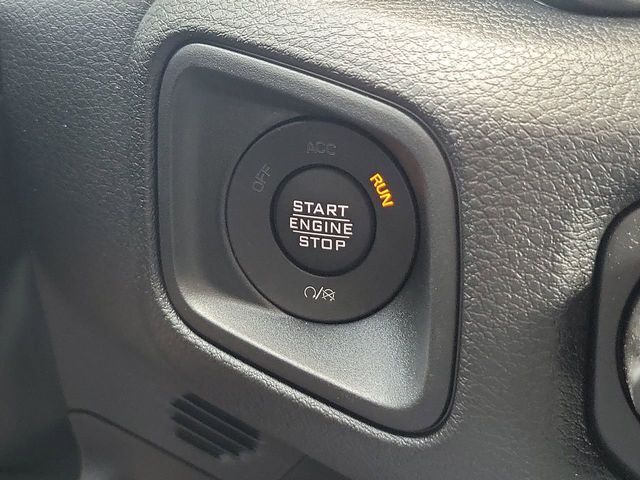 OFF
ACC
RUN
START
ENGINE
STOP